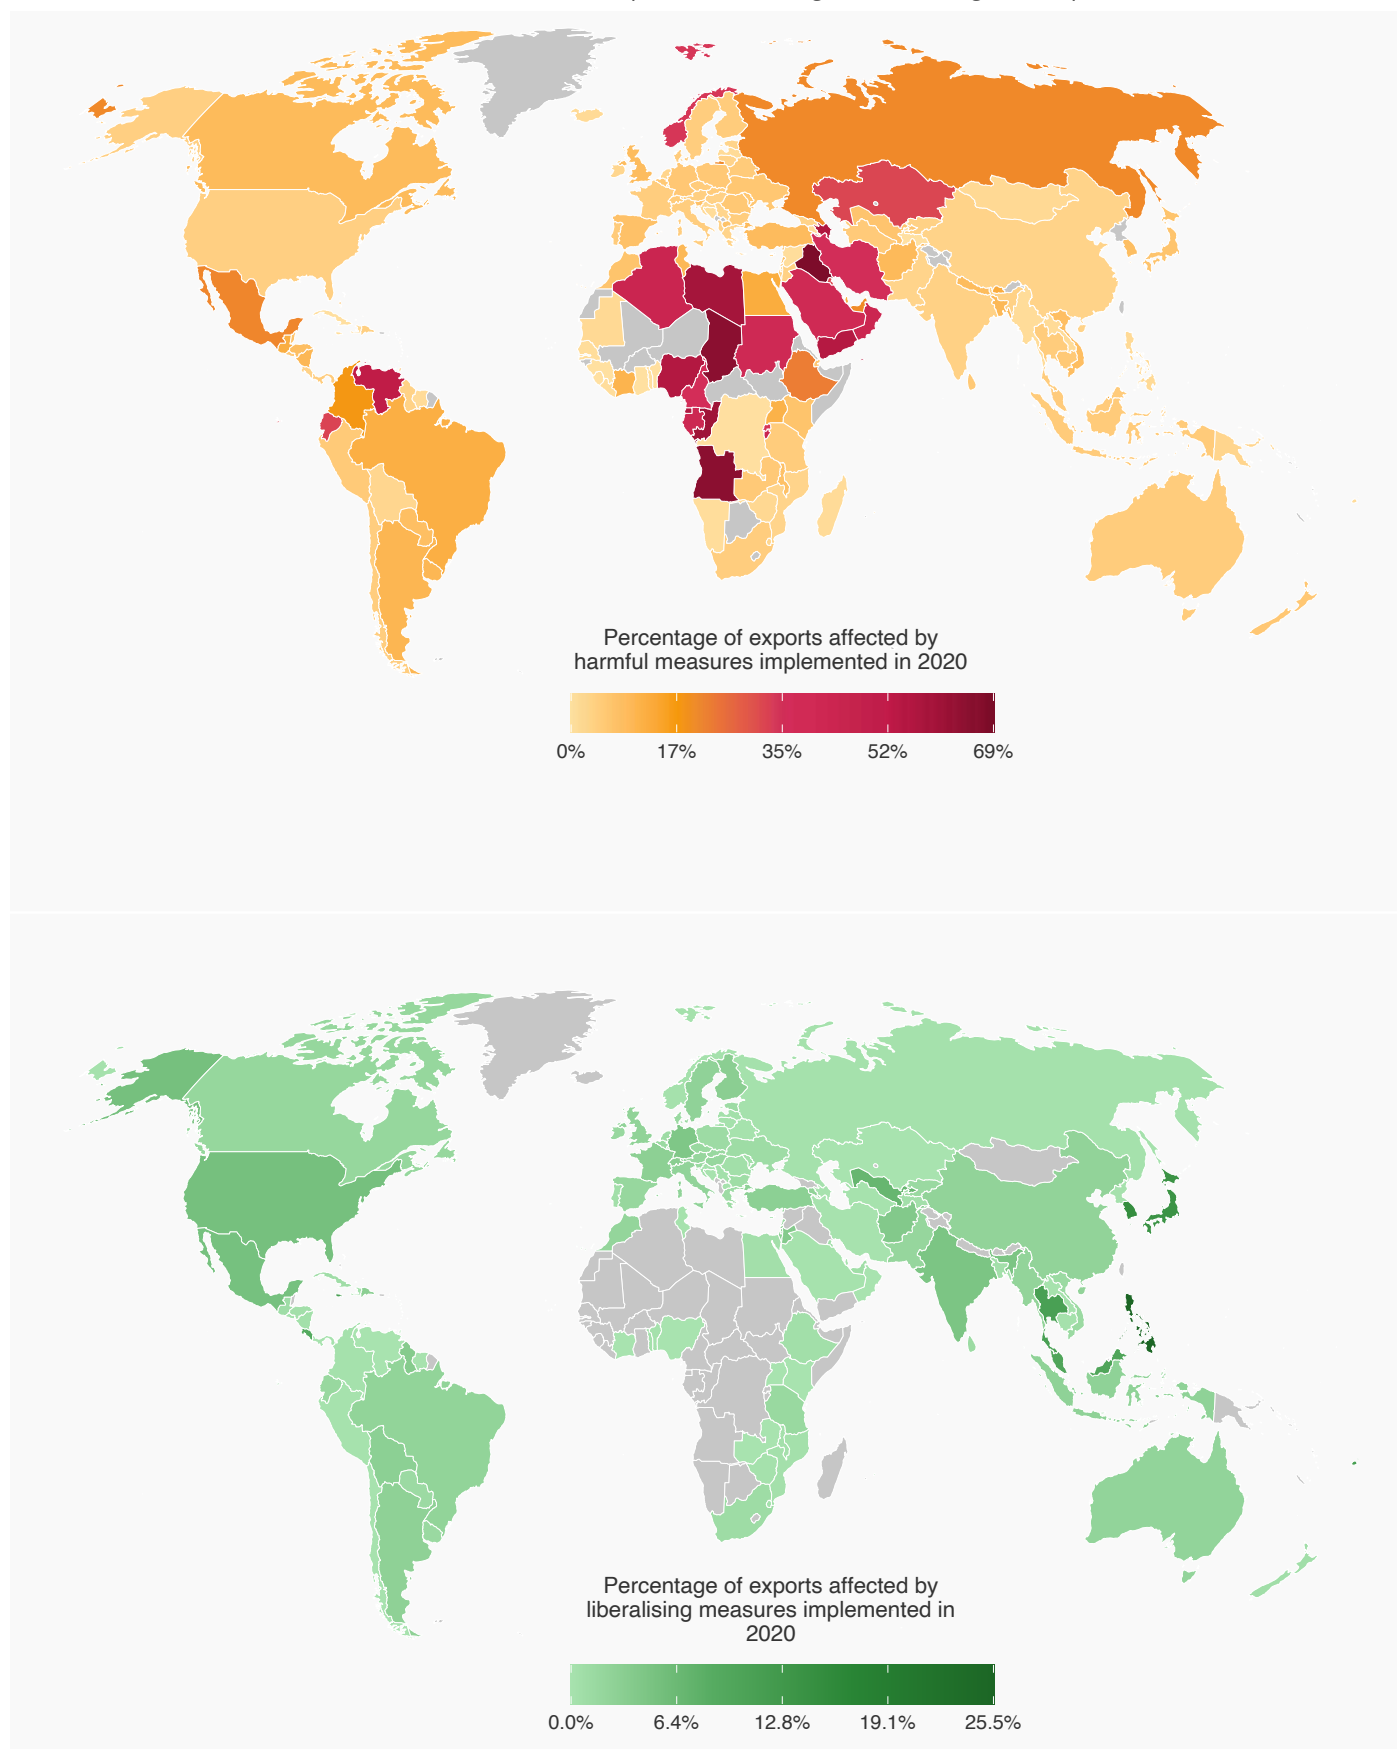 Percentage of exports affected by
harmful measures implemented in 2020
0% 17% 35% 52% 69%
Percentage of exports affected by
liberalising measures implemented in
2020
0.0% 6.4% 12.8% 19.1% 25.5%